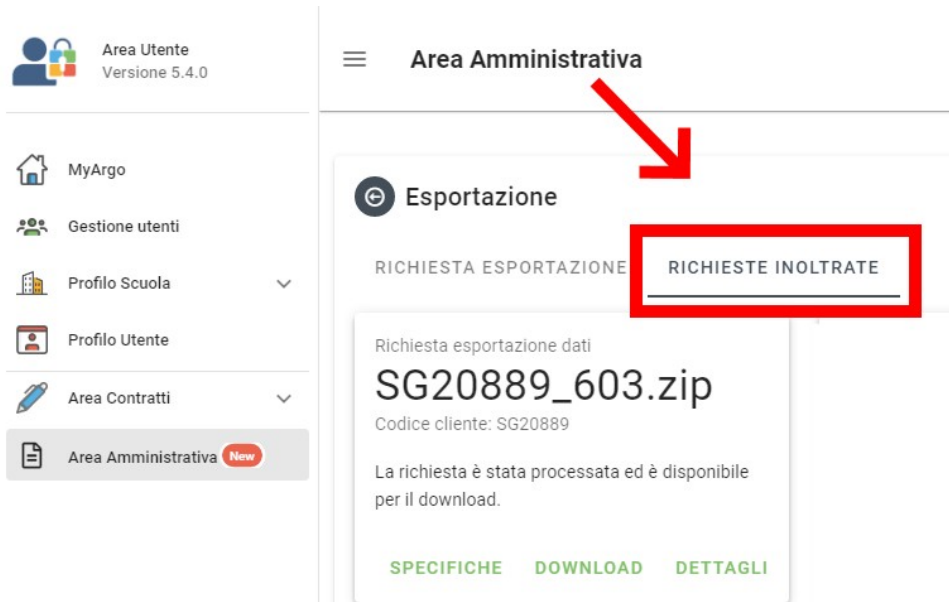 Area Utente
Versione 5.4.0
MyArgo
Gestione utenti
Profilo Scuola
Profilo Utente
Area Contratti
Area Amministrativa New
Area Amministrativa
Esportazione
RICHIESTA ESPORTAZIONE RICHIESTE INOLTRATE
Richiesta esportazione dati
SG20889_603.zip
Codice cliente: SG20889
La richiesta è stata processata ed è disponibile
per il download.
SPECIFICHE DOWNLOAD DETTAGLI